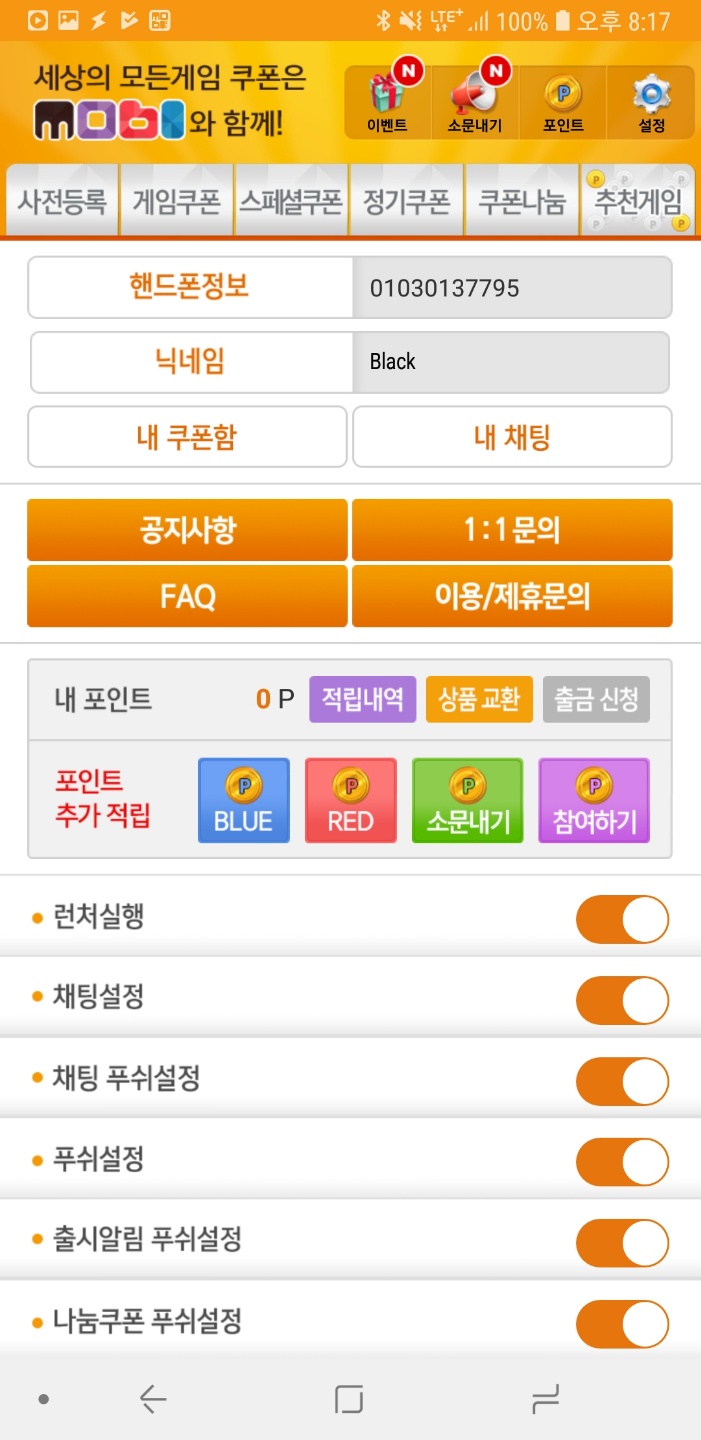 LTE+ 100% 오후 8:17
세상의 모든게임 쿠폰은
mobi와 함께!
N N
이벤트 소문내기 포인트 설정
사전등록 게임쿠폰 스페셜쿠폰 정기쿠폰 쿠폰나눔 추천게임
핸드폰정보 01030137795
닉네임 Black
내 쿠폰함 내 채팅
공지사항 1:1문의
FAQ 이용/제휴문의
내 포인트 0 P 적립내역 상품 교환 출금 신청
포인트
추가 적립
BLUE RED 소문내기 참여하기
런처실행
채팅설정
채팅 푸쉬설정
푸쉬설정
출시알림 푸쉬설정
나눔쿠폰 푸쉬설정